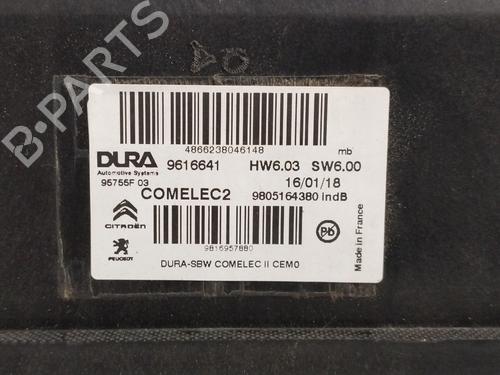 4866238046148
mb
DURA 9616641 HW6.03 SW6.00
Automotive Systems
95755F 03
16/01/18
COMELEC2 9805164380 IndB
CITROËN
PEUGEOT
9816957880
Pb
DURA-SBW COMELEC II CEM0
Made in France
B-PARTS